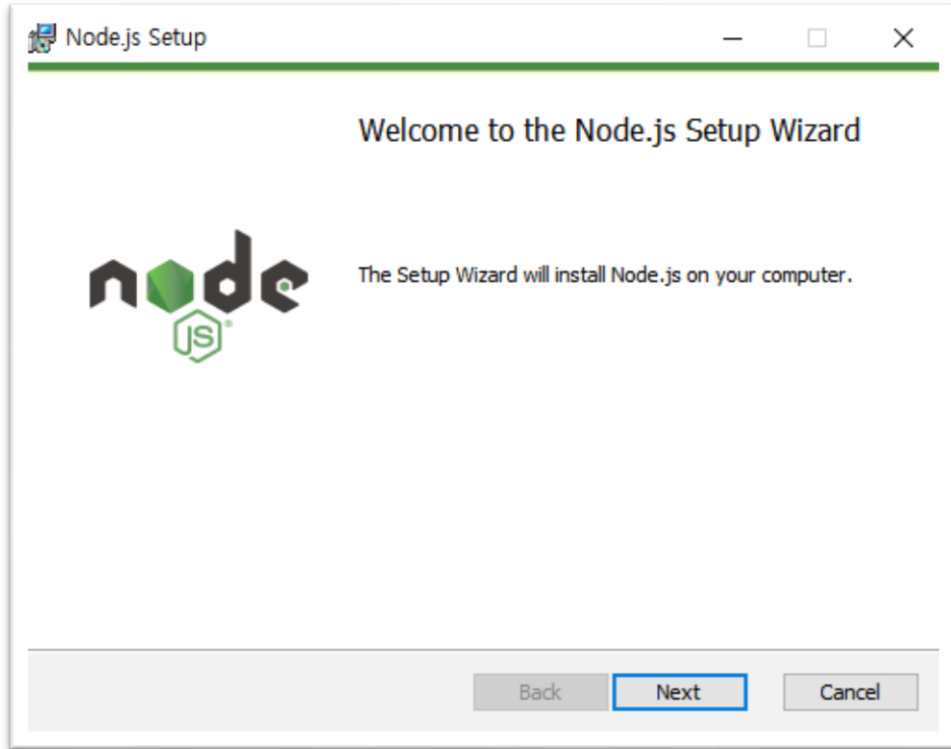 Node.js Setup
Welcome to the Node.js Setup Wizard
The Setup Wizard will install Node.js on your computer.
node
JS®
Back
Next
Cancel